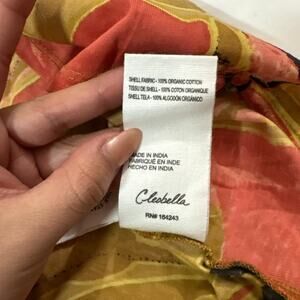 SHELL FABRIC - 100% ORGANIC COTTON
TISSU DE SHELL - 100% COTON ORGANIQUE
SHELL TELA - 100% ALGODÓN ORGÁNICO
MADE IN INDIA
FABRIQUÉ EN INDE
HECHO EN INDIA
Cleobella
RN# 164243